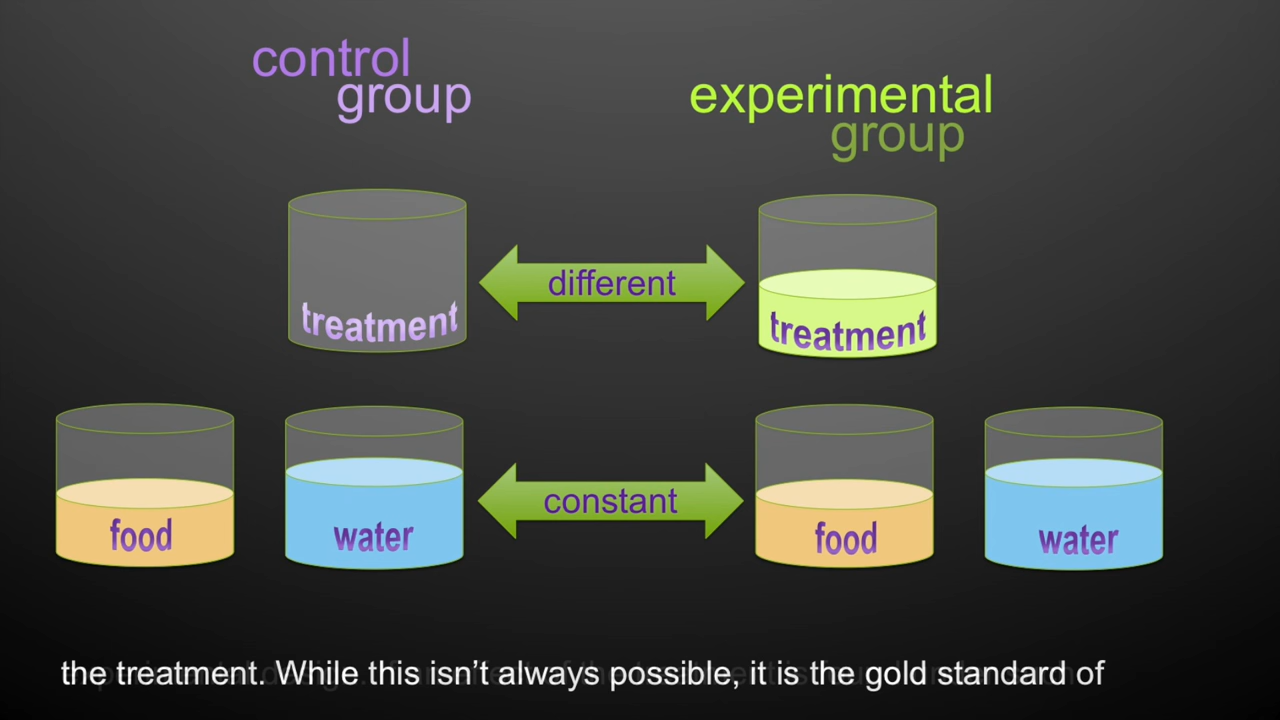 control
group
experimental
group
treatment
different
treatment
food
water
constant
food
water
the treatment. While this isn’t always possible, it is the gold standard of